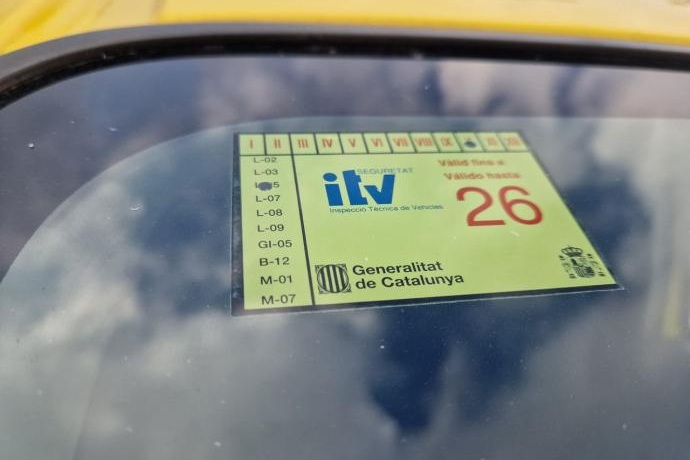 I II III IV V VI VII VIII IX XI XII
L-02
L-03
L-07
L-08
L-09
GI-05
B-12
M-01
M-07
SEGURETAT
itv
Inspecció Tècnica de Vehicles
Vàlid fins a:
Válido hasta:
26
Generalitat
de Catalunya